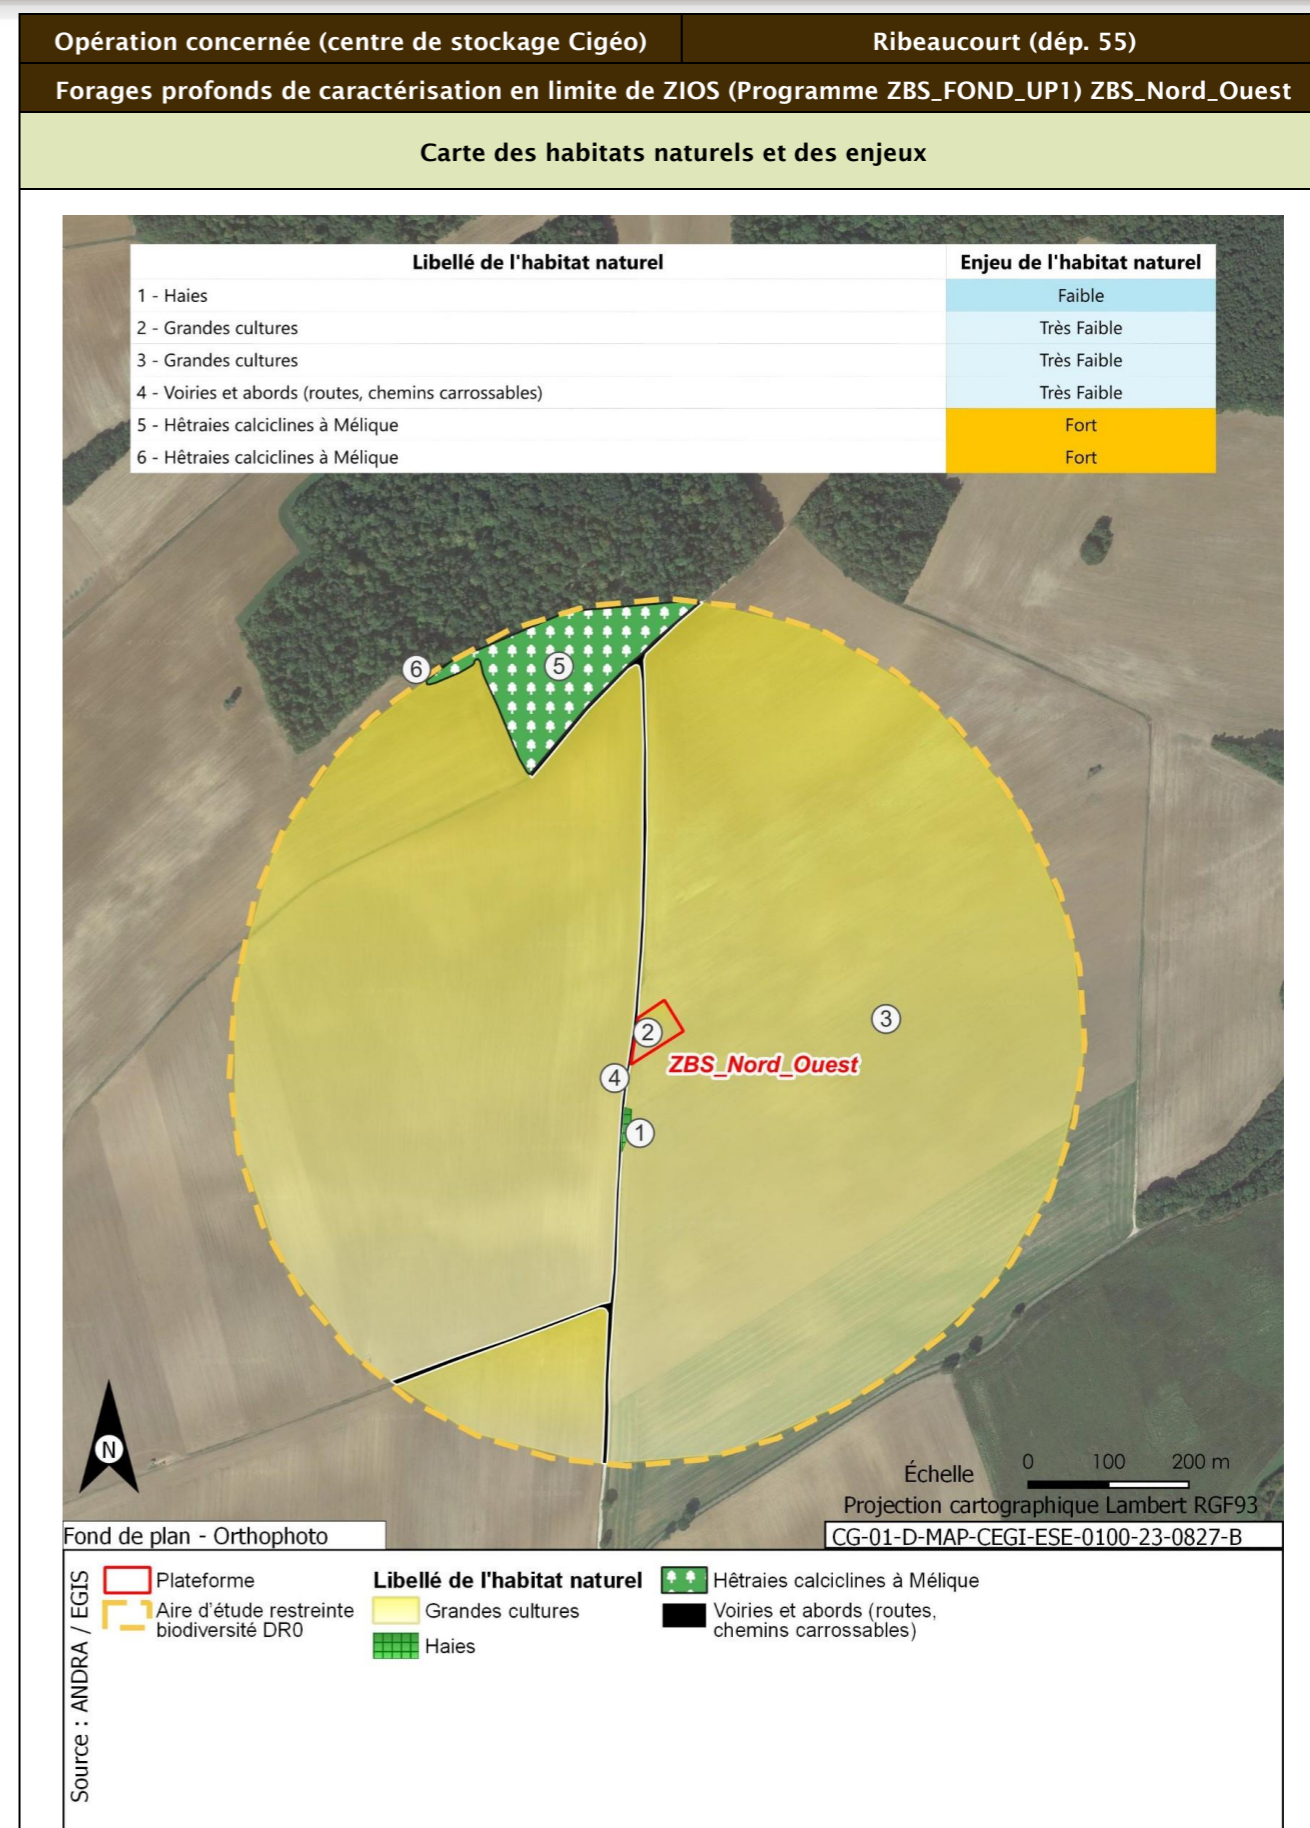 Opération concernée (centre de stockage Cigéo)
Ribeaucourt (dép. 55)
Forages profonds de caractérisation en limite de ZIOS (Programme ZBS_FOND_UP1) ZBS_Nord_Ouest
Carte des habitats naturels et des enjeux
Libellé de l'habitat naturel
Enjeu de l'habitat naturel
1 - Haies
Faible
2 - Grandes cultures
Très Faible
3 - Grandes cultures
Très Faible
4 - Voiries et abords (routes, chemins carrossables)
Très Faible
5 - Hêtraies calciclines à Mélique
Fort
6 - Hêtraies calciclines à Mélique
Fort
6
5
3
2
ZBS_Nord_Ouest
4
1
N
Échelle
0 100 200 m
Projection cartographique Lambert RGF93
Fond de plan - Orthophoto
CG-01-D-MAP-CEGI-ESE-0100-23-0827-B
Source : ANDRA / EGIS
Plateforme
Aire d'étude restreinte
biodiversité DR0
Libellé de l'habitat naturel
Grandes cultures
Haies
Hêtraies calciclines à Mélique
Voiries et abords (routes,
chemins carrossables)